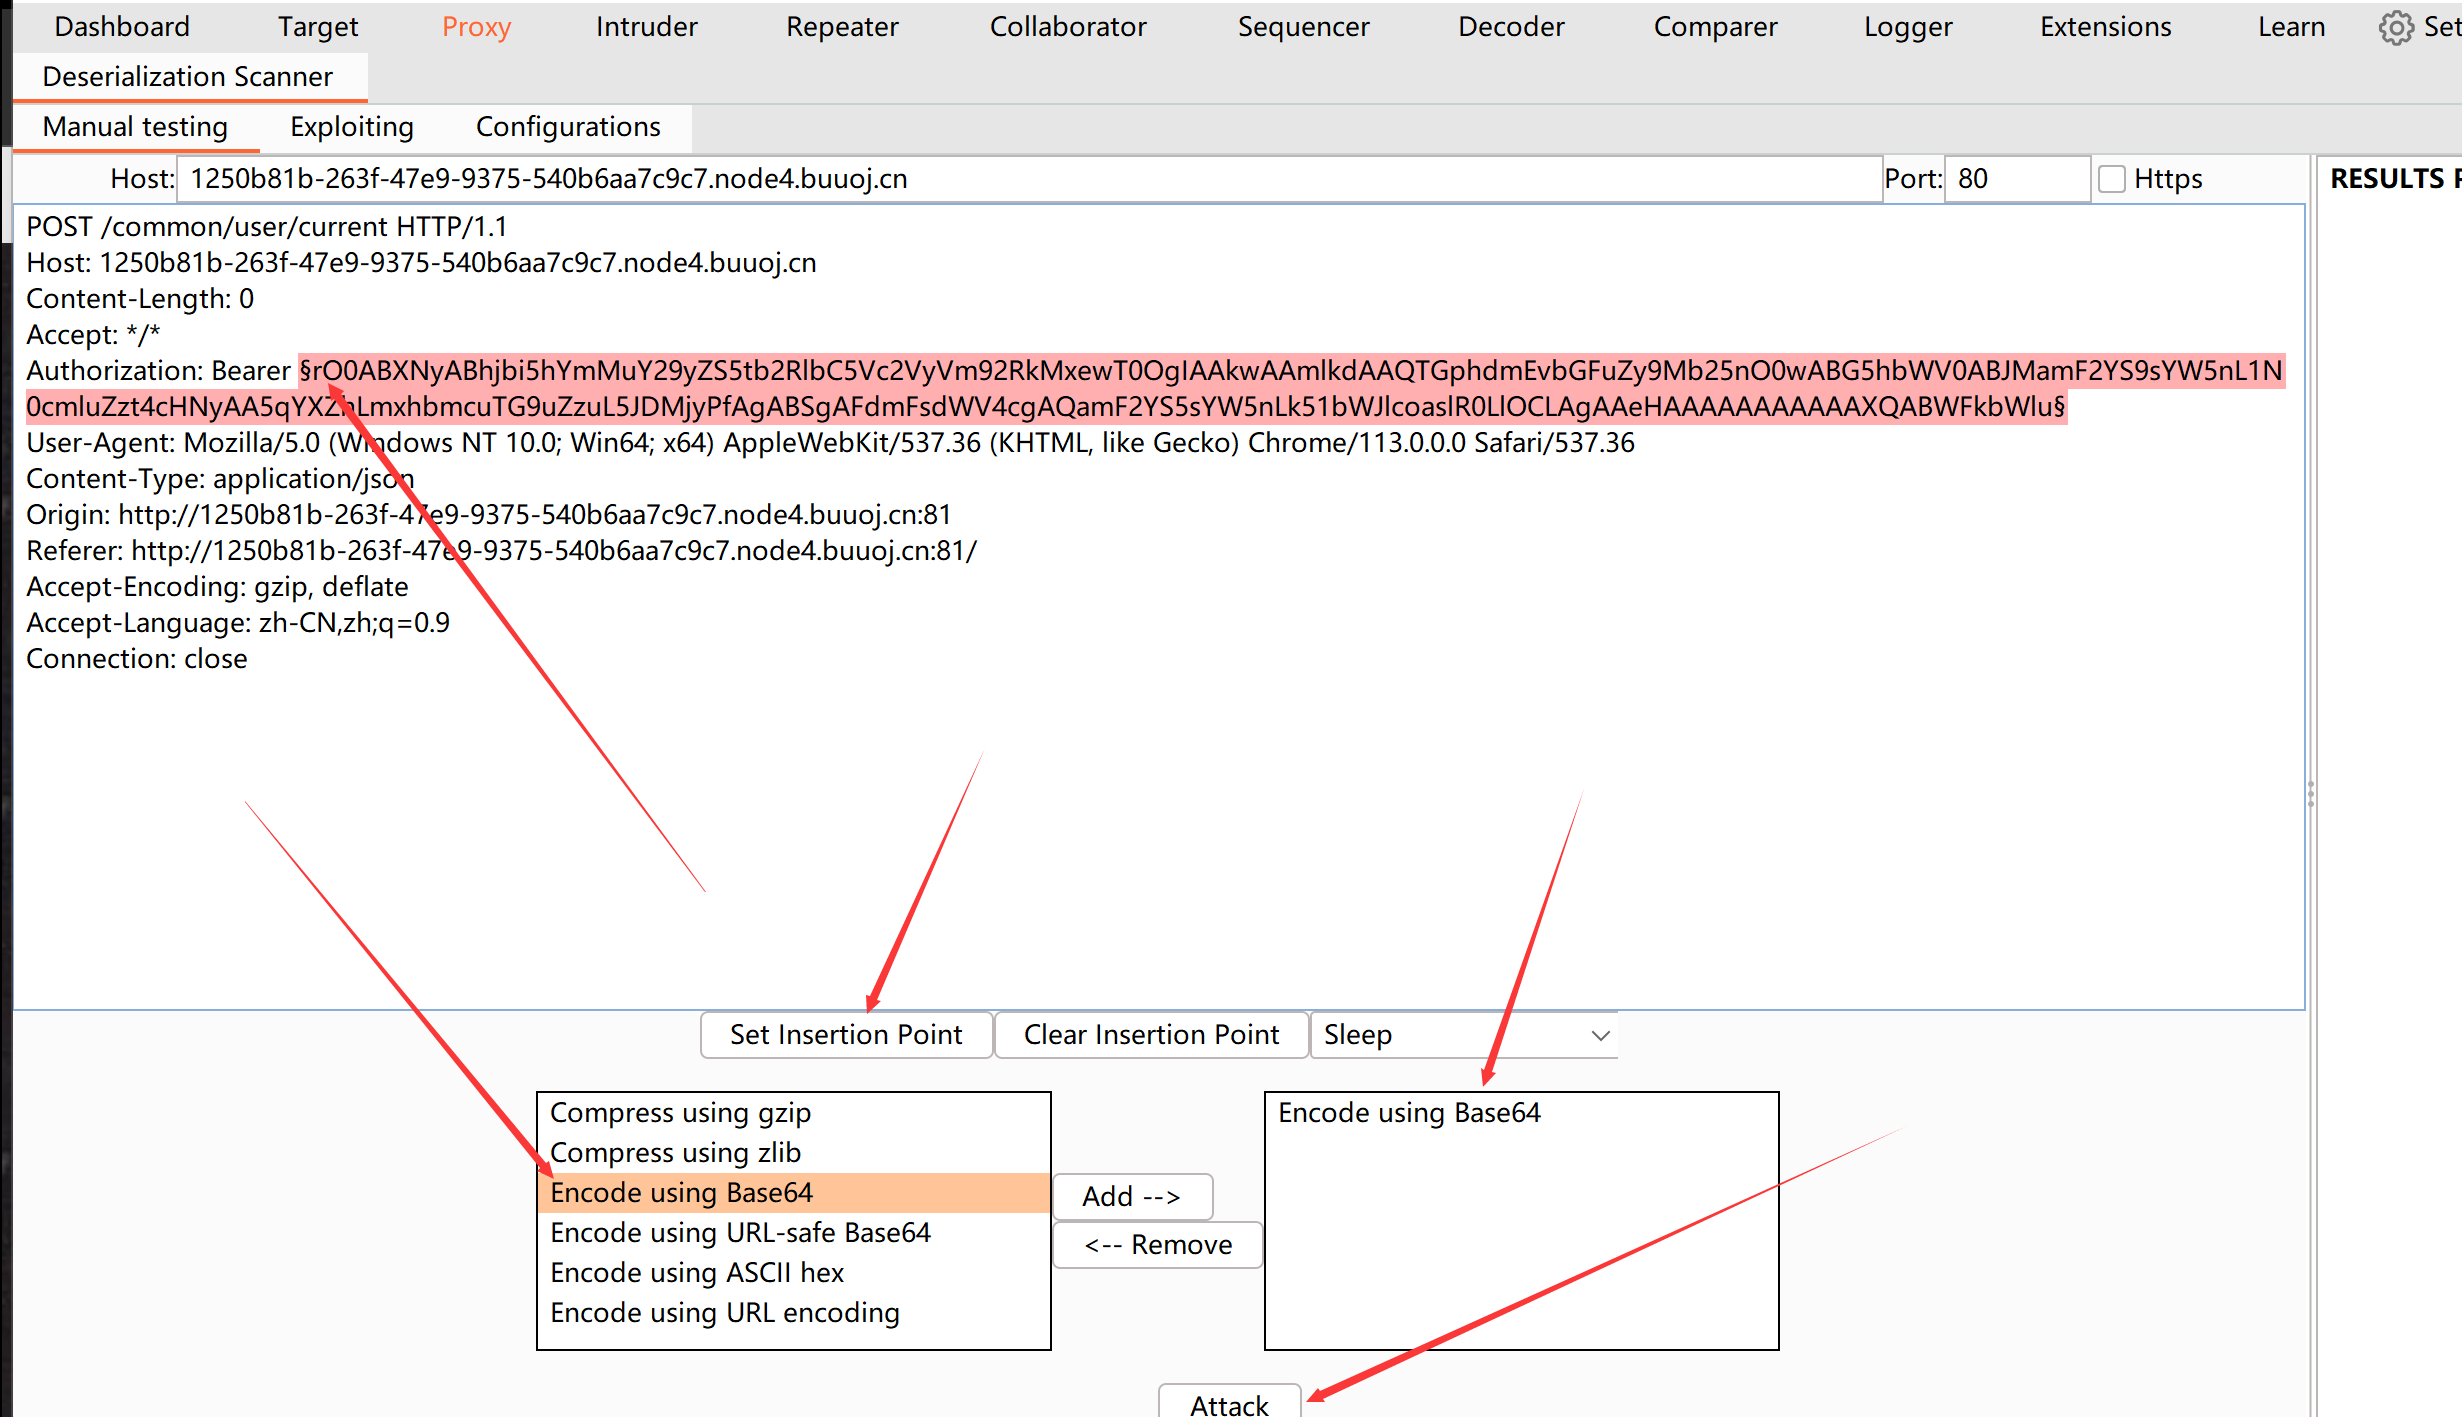 Dashboard Target Proxy Intruder Repeater Collaborator Sequencer Decoder Comparer Logger Extensions Learn
Deserialization Scanner
Manual testing Exploiting Configurations
Host: 1250b81b-263f-47e9-9375-540b6aa7c9c7.node4.buuoj.cn Port: 80 Https RESULTS
POST /common/user/current HTTP/1.1
Host: 1250b81b-263f-47e9-9375-540b6aa7c9c7.node4.buuoj.cn
Content-Length: 0
Accept: */*
Authorization: Bearer §rO0ABXNyABhjbi5hYmMuY29yZS5tb2RlbC5Vc2VyVm92RkMxewT0OgIAAkwAAmlkdAAQTGphdmEvbGFuZy9Mb25nO0wABG5hbWV0ABJMamF2YS9sYW5nL1N
0cmluZzt4cHNyAA5qYXZhLmxhbmcuTG9uZzuL5JDMjyPfAgABSgAFdmFsdWV4cgAQamF2YS5sYW5nLk51bWJlcoaslR0LlOCLAgAAeHAAAAAAAAAAAXQABWFkbWlu§
User-Agent: Mozilla/5.0 (Windows NT 10.0; Win64; x64) AppleWebKit/537.36 (KHTML, like Gecko) Chrome/113.0.0.0 Safari/537.36
Content-Type: application/json
Origin: http://1250b81b-263f-47e9-9375-540b6aa7c9c7.node4.buuoj.cn:81
Referer: http://1250b81b-263f-47e9-9375-540b6aa7c9c7.node4.buuoj.cn:81/
Accept-Encoding: gzip, deflate
Accept-Language: zh-CN,zh;q=0.9
Connection: close
Set Insertion Point Clear Insertion Point Sleep
Compress using gzip
Compress using zlib
Encode using Base64
Encode using URL-safe Base64
Encode using ASCII hex
Encode using URL encoding
Add -->
<-- Remove
Encode using Base64
Attack